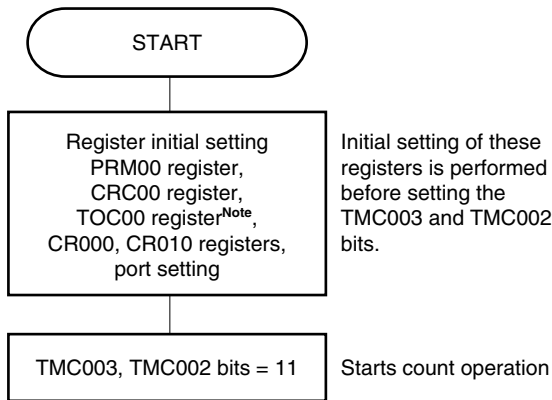 START
Register initial setting
PRM00 register,
CRC00 register,
TOC00 registerNote,
CR000, CR010 registers,
port setting
Initial setting of these
registers is performed
before setting the
TMC003 and TMC002
bits.
TMC003, TMC002 bits = 11
Starts count operation